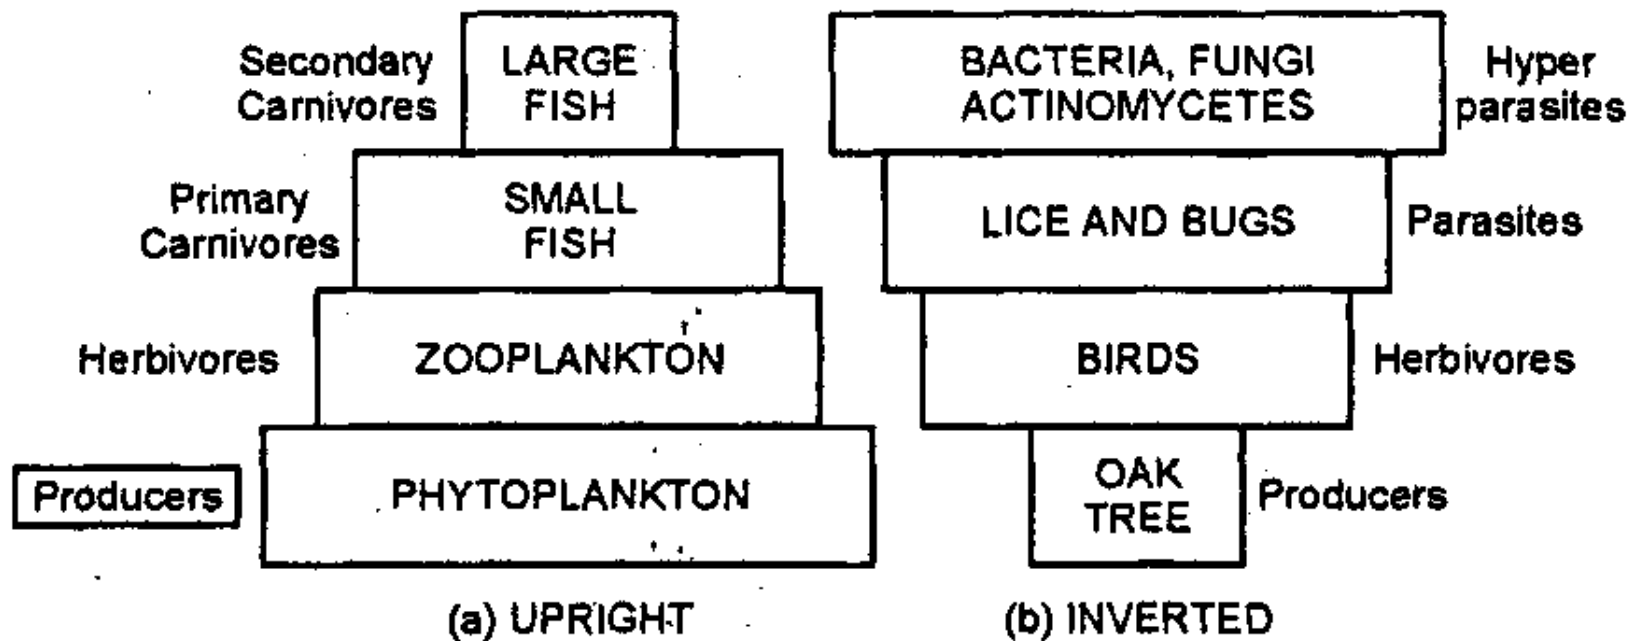 Secondary
Carnivores
LARGE
FISH
Primary
Carnivores
SMALL
FISH
Herbivores
ZOOPLANKTON
Producers
PHYTOPLANKTON
(a) UPRIGHT
BACTERIA, FUNGI
ACTINOMYCETES
Hyper
parasites
LICE AND BUGS
Parasites
BIRDS
Herbivores
OAK
TREE
Producers
(b) INVERTED